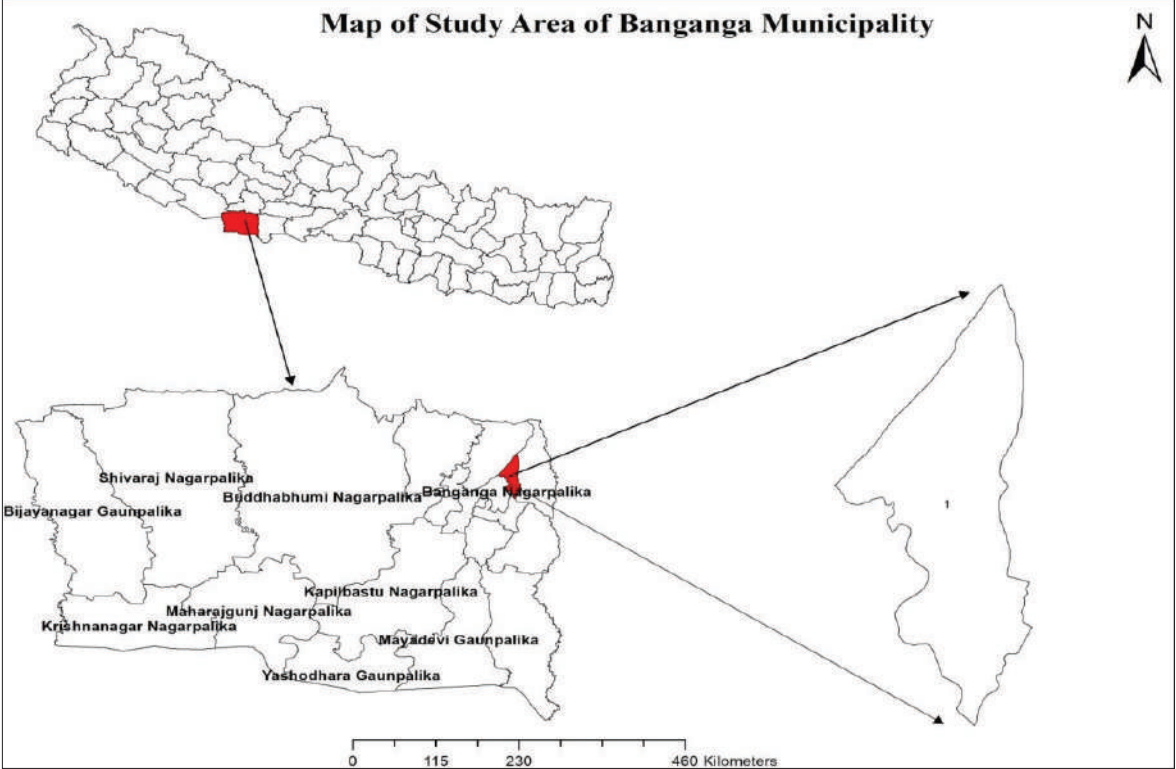 Map of Study Area of Banganga Municipality
N
Shivaraj Nagarpalika
Buddhabhumi Nagarpalika
Banganga Nagarpalika
Bijayanagar Gaunpalika
1
Kapilbastu Nagarpalika
Maharajgunj Nagarpalika
Krishnanagar Nagarpalika
Mayadevi Gaunpalika
Yashodhara Gaunpalika
0 115 230 460 Kilometers